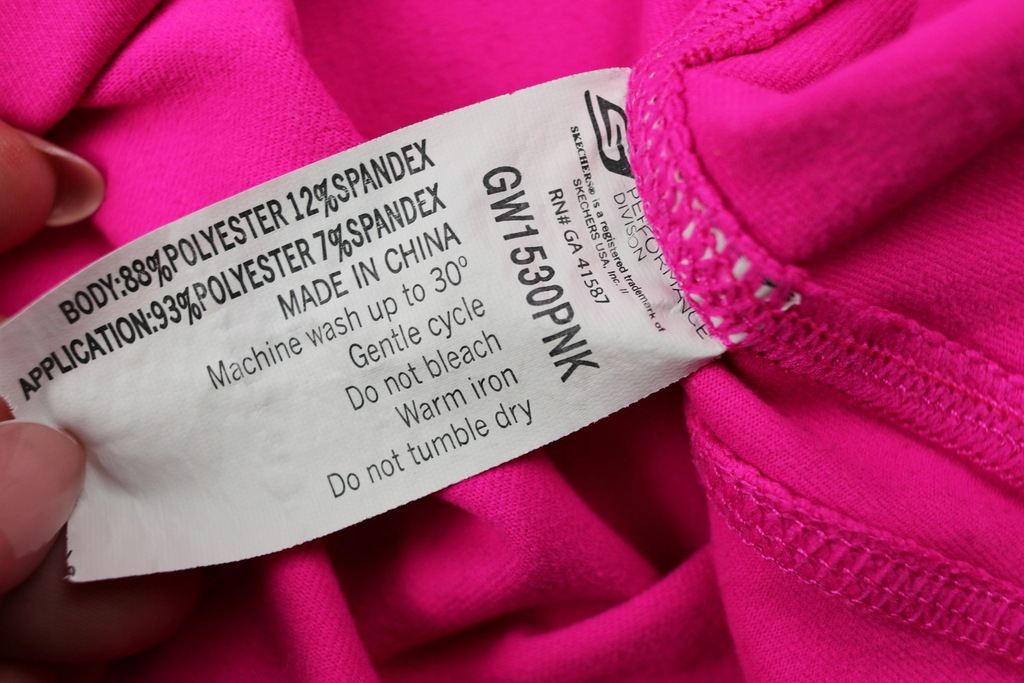 BODY:88%POLYESTER 12%SPANDEX
APPLICATION:93%POLYESTER 7%SPANDEX
MADE IN CHINA
Machine wash up to 30°
Gentle cycle
Do not bleach
Warm iron
Do not tumble dry
PERFORMANCE
DIVISON
SKECHERS® is a registered trademark of
SKECHERS USA, Inc. //
RN# GA 41587
GW1530PNK